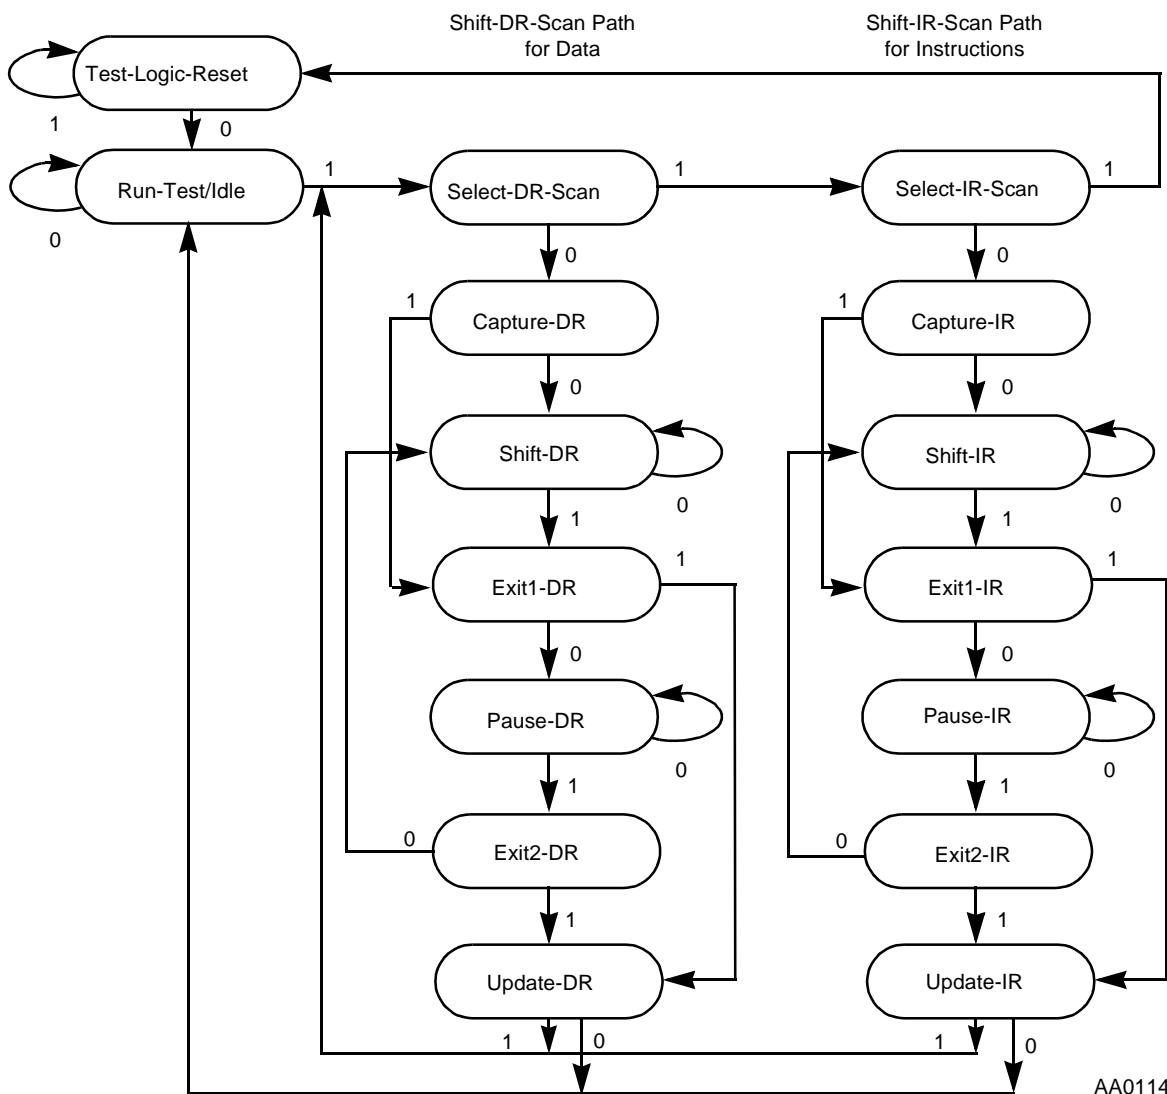 Shift-DR-Scan Path
for Data
Shift-IR-Scan Path
for Instructions
Test-Logic-Reset
1
0
Run-Test/Idle
1
Select-DR-Scan
1
Select-IR-Scan
1
0
0
0
1
Capture-DR
1
Capture-IR
0
0
Shift-DR
Shift-IR
0
0
1
1
Exit1-DR
1
Exit1-IR
1
0
0
Pause-DR
Pause-IR
0
0
1
1
0
Exit2-DR
0
Exit2-IR
1
1
Update-DR
Update-IR
1
0
1
0
AA0114